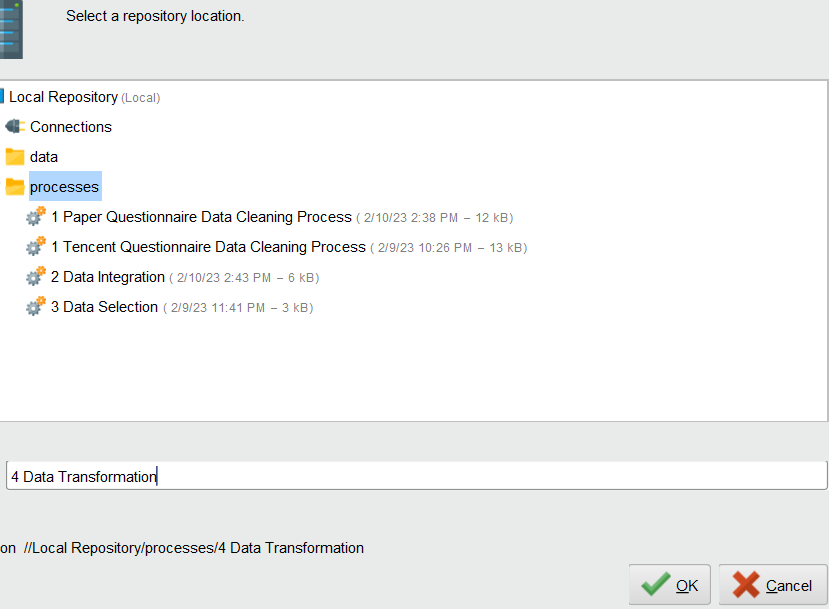 Select a repository location.
Local Repository (Local)
Connections
data
processes
1 Paper Questionnaire Data Cleaning Process ( 2/10/23 2:38 PM – 12 kB)
1 Tencent Questionnaire Data Cleaning Process ( 2/9/23 10:26 PM – 13 kB)
2 Data Integration ( 2/10/23 2:43 PM – 6 kB)
3 Data Selection ( 2/9/23 11:41 PM – 3 kB)
4 Data Transformation
on //Local Repository/processes/4 Data Transformation
OK Cancel